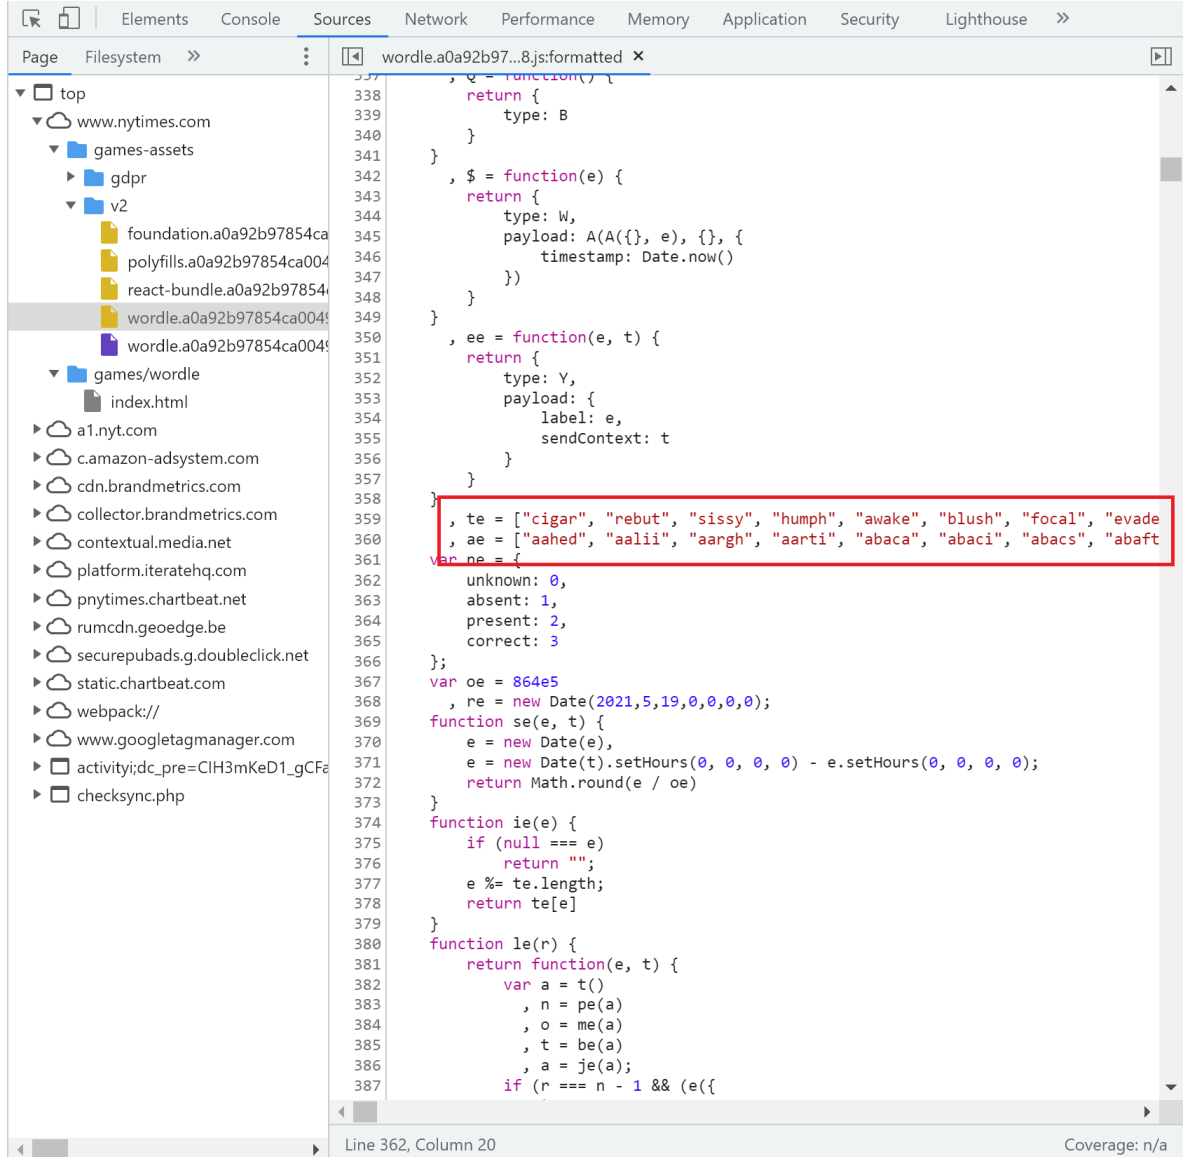 Elements Console Sources Network Performance Memory Application Security Lighthouse »
Page Filesystem » wordle.a0a92b97...8.js:formatted ×
top
www.nytimes.com
games-assets
gdpr
v2
foundation.a0a92b97854ca
polyfills.a0a92b97854ca004
react-bundle.a0a92b97854
wordle.a0a92b97854ca0049
wordle.a0a92b97854ca0049
games/wordle
index.html
a1.nyt.com
c.amazon-adsystem.com
cdn.brandmetrics.com
collector.brandmetrics.com
contextual.media.net
platform.iteratehq.com
pnytimes.chartbeat.net
rumcdn.geoedge.be
securepubads.g.doubleclick.net
static.chartbeat.com
webpack://
www.googletagmanager.com
activityi;dc_pre=CIH3mKeD1_gCFa
checksync.php
337 , Q = function() {
338 return {
339 type: B
340 }
341 }
342 , $ = function(e) {
343 return {
344 type: W,
345 payload: A(A({}, e), {}, {
346 timestamp: Date.now()
347 })
348 }
349 }
350 , ee = function(e, t) {
351 return {
352 type: Y,
353 payload: {
354 label: e,
355 sendContext: t
356 }
357 }
358 }
359 , te = ["cigar", "rebut", "sissy", "humph", "awake", "blush", "focal", "evade
360 , ae = ["aahed", "aalii", "aargh", "aarti", "abaca", "abaci", "abacs", "abaft
361 var ne = {
362 unknown: 0,
363 absent: 1,
364 present: 2,
365 correct: 3
366 };
367 var oe = 864e5
368 , re = new Date(2021,5,19,0,0,0,0);
369 function se(e, t) {
370 e = new Date(e),
371 e = new Date(t).setHours(0, 0, 0, 0) - e.setHours(0, 0, 0, 0);
372 return Math.round(e / oe)
373 }
374 function ie(e) {
375 if (null === e)
376 return "";
377 e %= te.length;
378 return te[e]
379 }
380 function le(r) {
381 return function(e, t) {
382 var a = t()
383 , n = pe(a)
384 , o = me(a)
385 , t = be(a)
386 , a = je(a);
387 if (r === n - 1 && (e({
Line 362, Column 20 Coverage: n/a